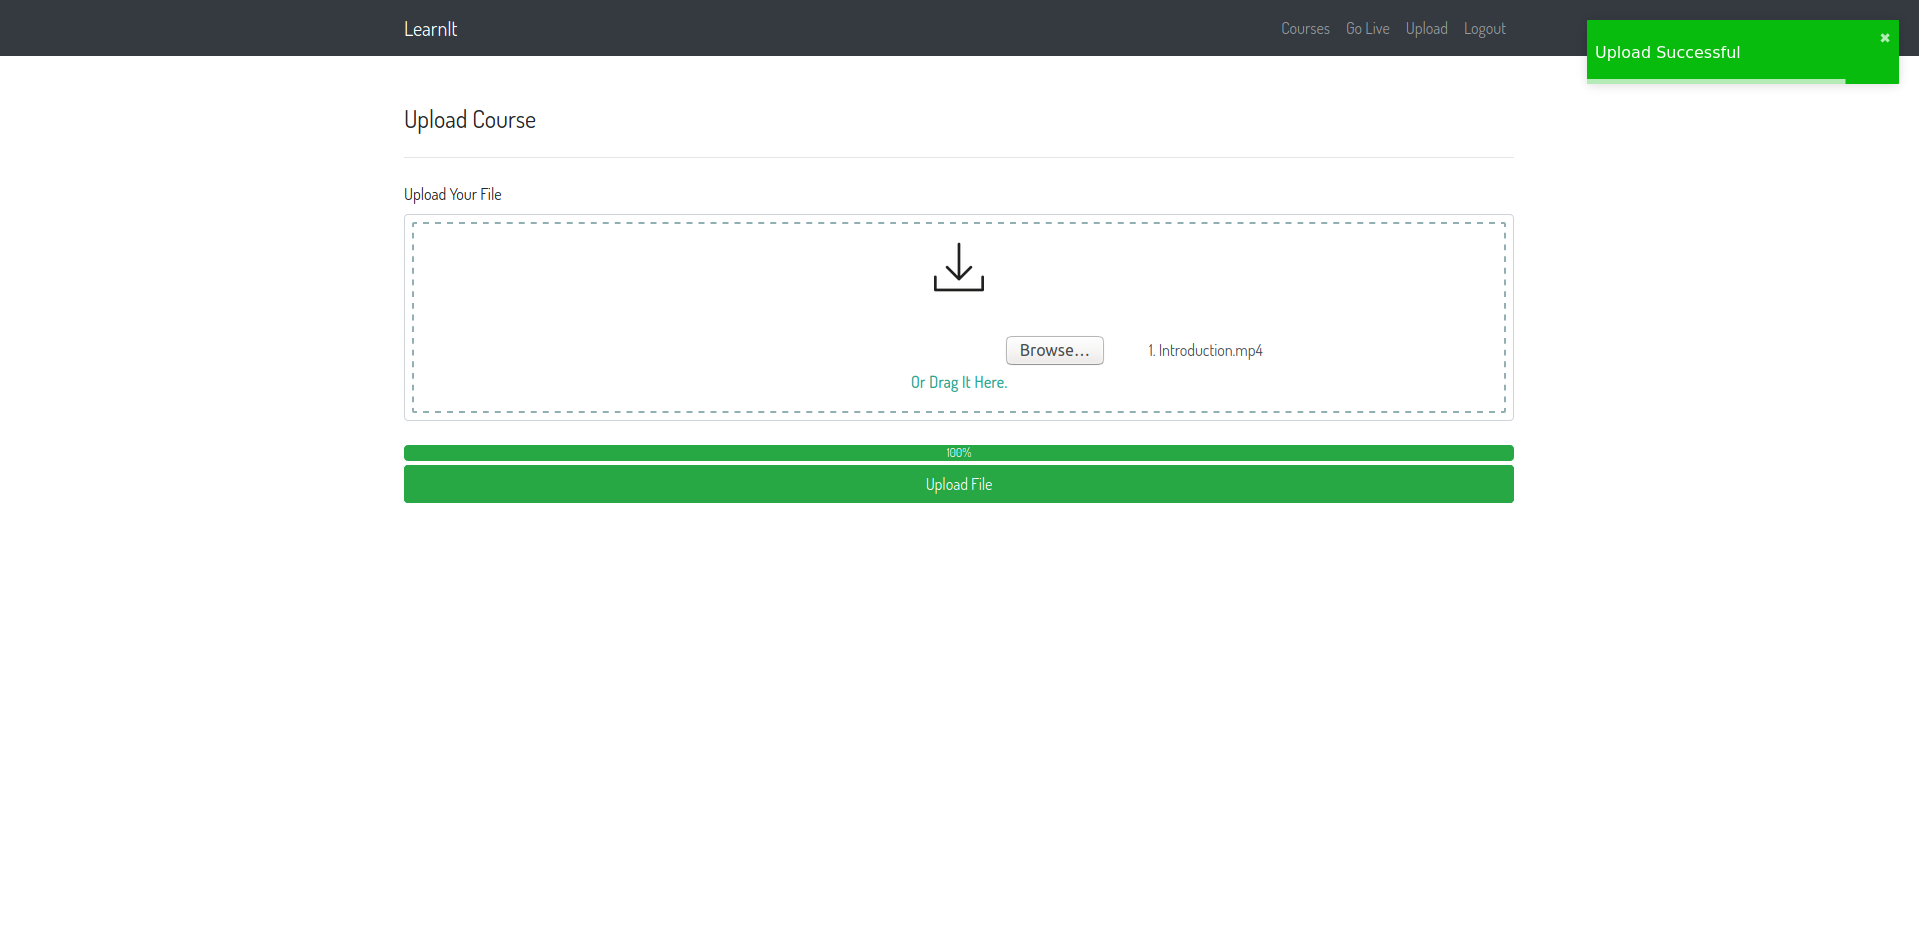 LearnIt Courses Go Live Upload Logout
✖
Upload Successful
Upload Course
Upload Your File
Browse... 1. Introduction.mp4
Or Drag It Here.
100%
Upload File